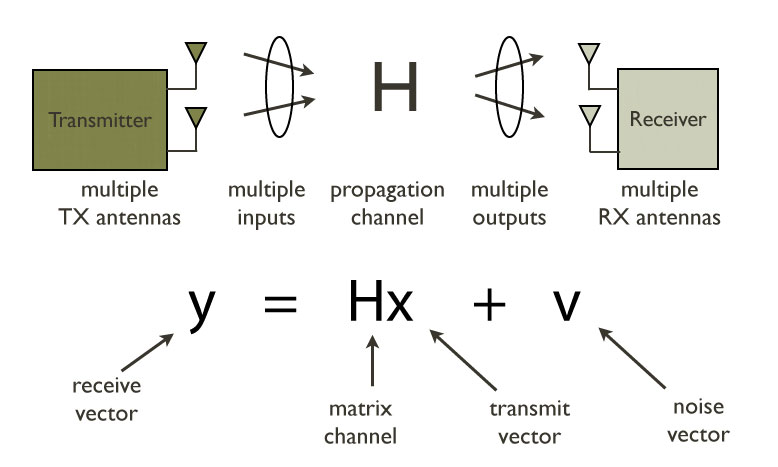 Transmitter
H
Receiver
multiple
TX antennas
multiple
inputs
propagation
channel
multiple
outputs
multiple
RX antennas
y = Hx + v
receive
vector
matrix
channel
transmit
vector
noise
vector